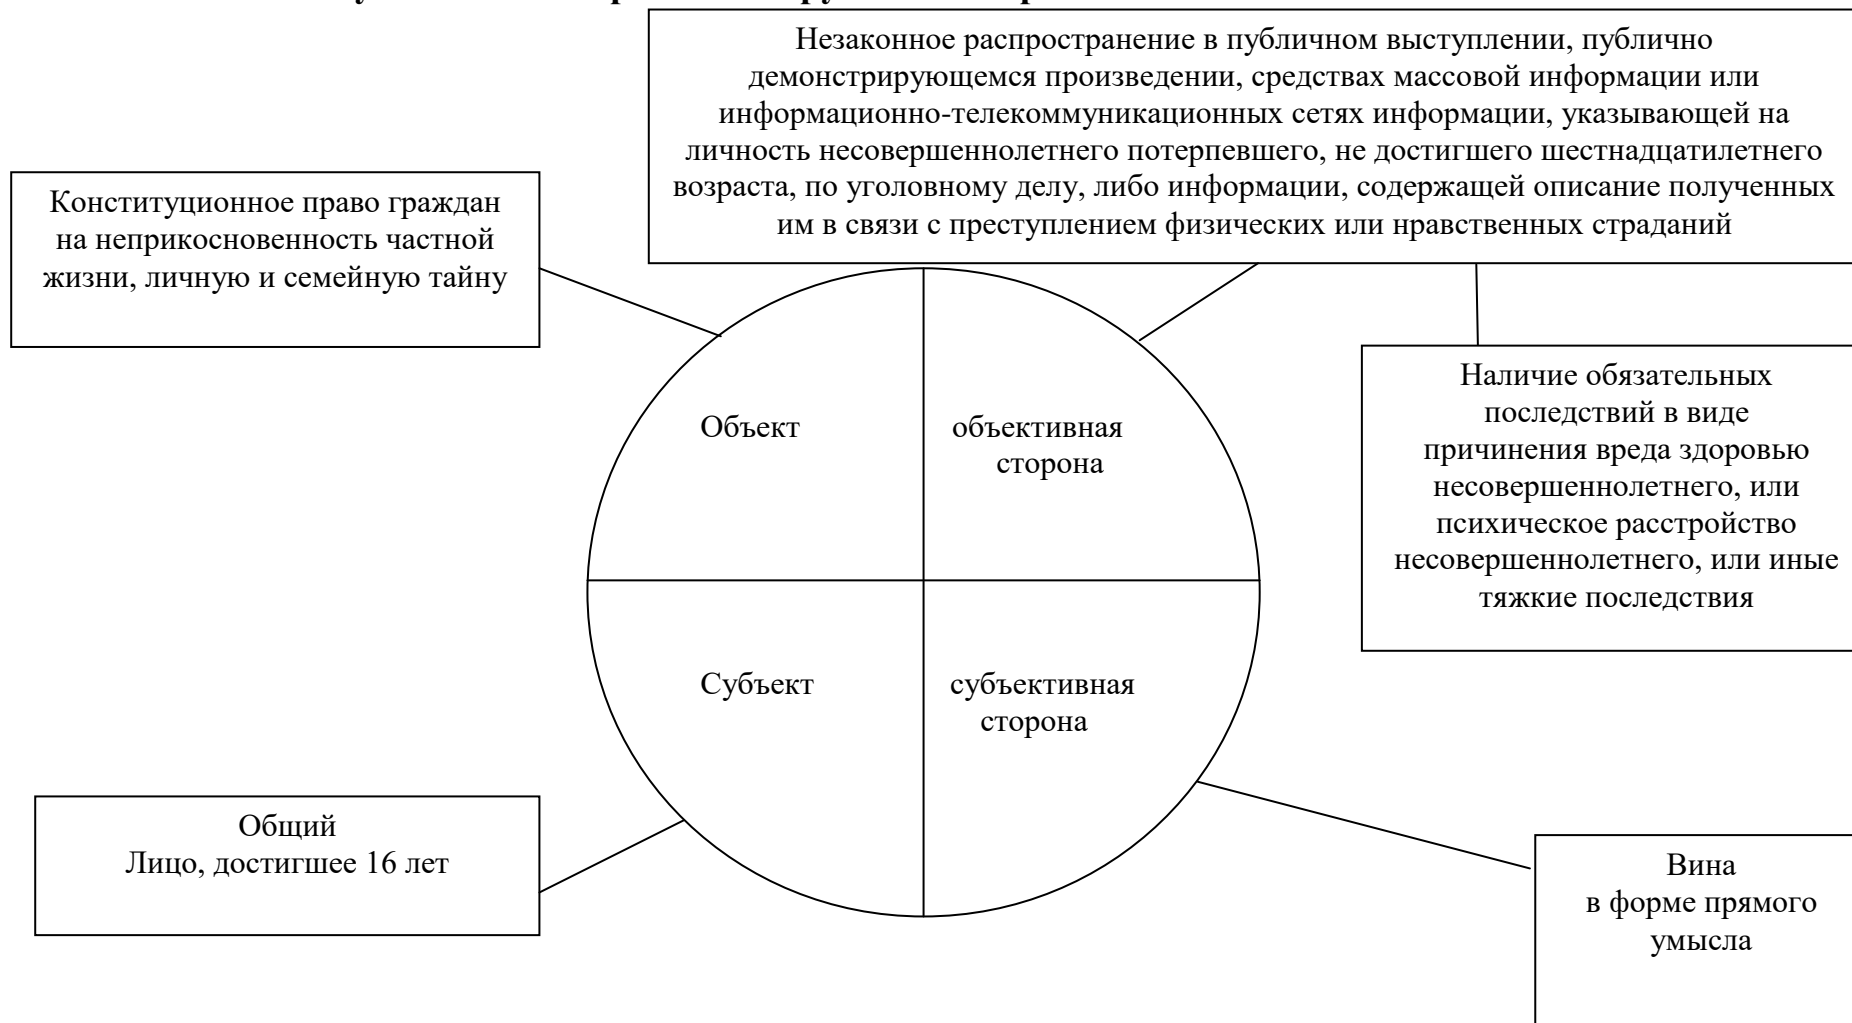 Незаконное распространение в публичном выступлении, публично
демонстрирующемся произведении, средствах массовой информации или
информационно-телекоммуникационных сетях информации, указывающей на
личность несовершеннолетнего потерпевшего, не достигшего шестнадцатилетнего
возраста, по уголовному делу, либо информации, содержащей описание полученных
им в связи с преступлением физических или нравственных страданий
Конституционное право граждан
на неприкосновенность частной
жизни, личную и семейную тайну
Наличие обязательных
последствий в виде
причинения вреда здоровью
несовершеннолетнего, или
психическое расстройство
несовершеннолетнего, или иные
тяжкие последствия
Объект
объективная
сторона
Субъект
субъективная
сторона
Общий
Лицо, достигшее 16 лет
Вина
в форме прямого
умысла